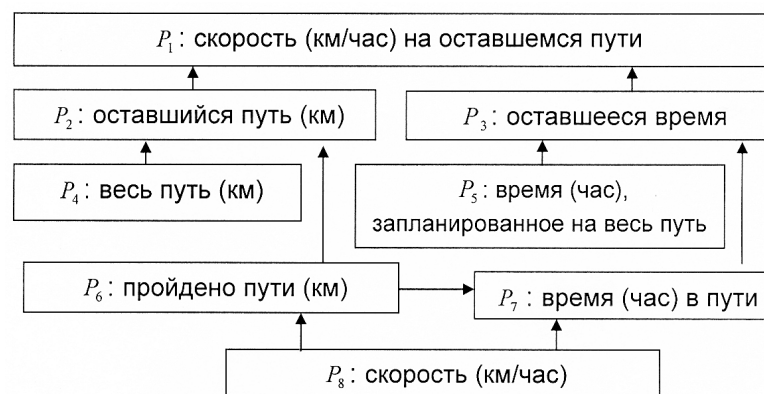 P₁: скорость (км/час) на оставшемся пути
P₂: оставшийся путь (км)
P₃: оставшееся время
P₄: весь путь (км)
P₅: время (час),
запланированное на весь путь
P₆: пройдено пути (км)
P₇: время (час) в пути
P₈: скорость (км/час)